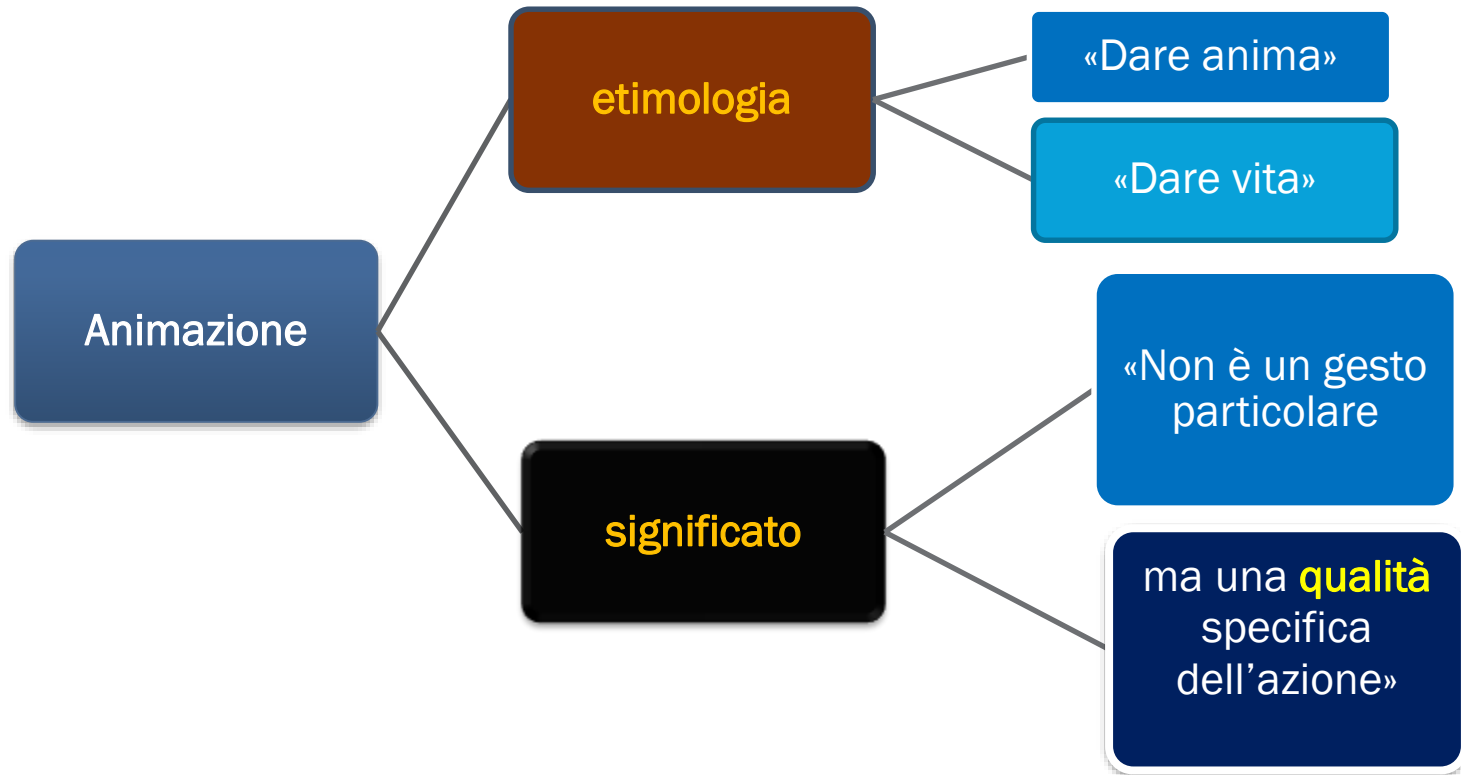 Animazione
etimologia
«Dare anima»
«Dare vita»
significato
«Non è un gesto
particolare
ma una qualità
specifica
dell’azione»